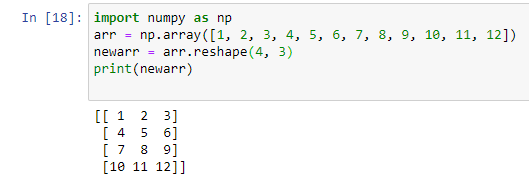 In [18]: import numpy as np
arr = np.array([1, 2, 3, 4, 5, 6, 7, 8, 9, 10, 11, 12])
newarr = arr.reshape(4, 3)
print(newarr)
[[ 1  2  3]
 [ 4  5  6]
 [ 7  8  9]
 [10 11 12]]